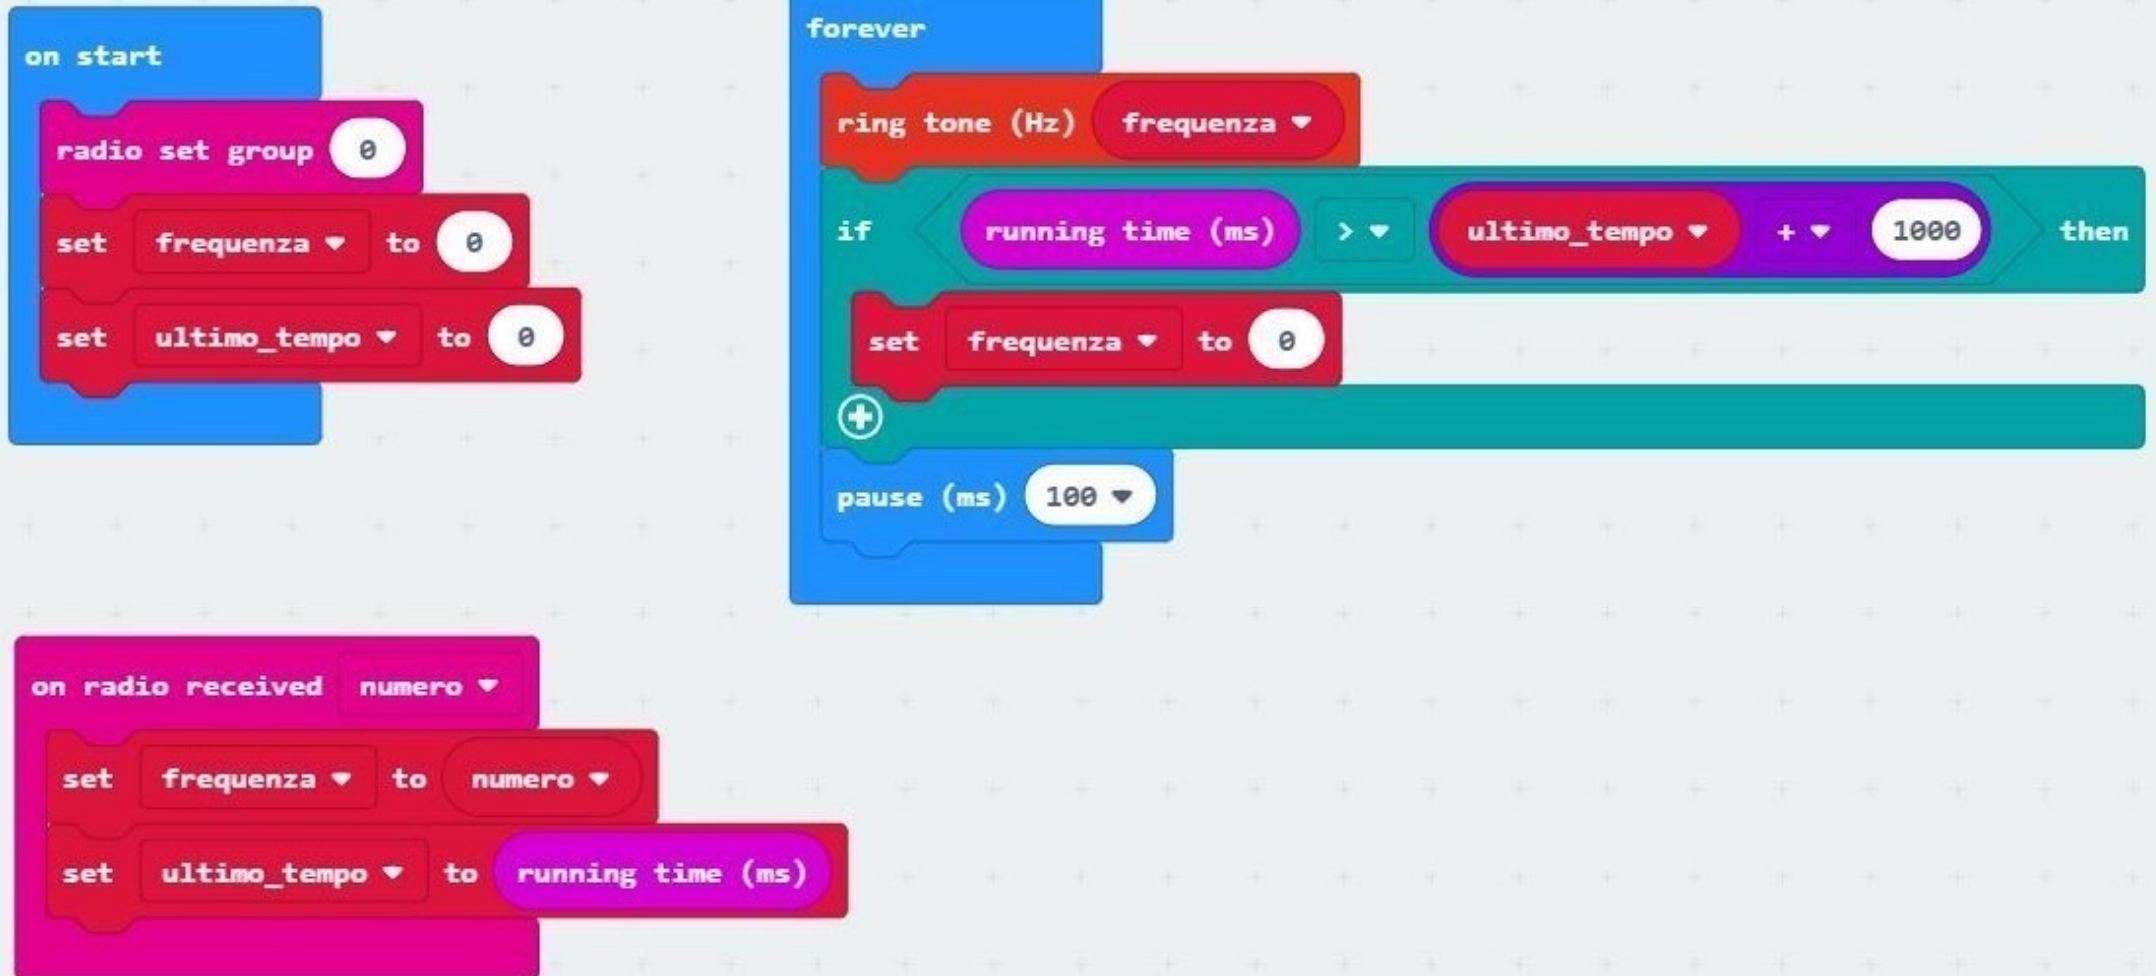 on start
radio set group 0
set frequenza to 0
set ultimo_tempo to 0
forever
ring tone (Hz) frequenza
if running time (ms) > ultimo_tempo + 1000 then
set frequenza to 0
pause (ms) 100
on radio received numero
set frequenza to numero
set ultimo_tempo to running time (ms)